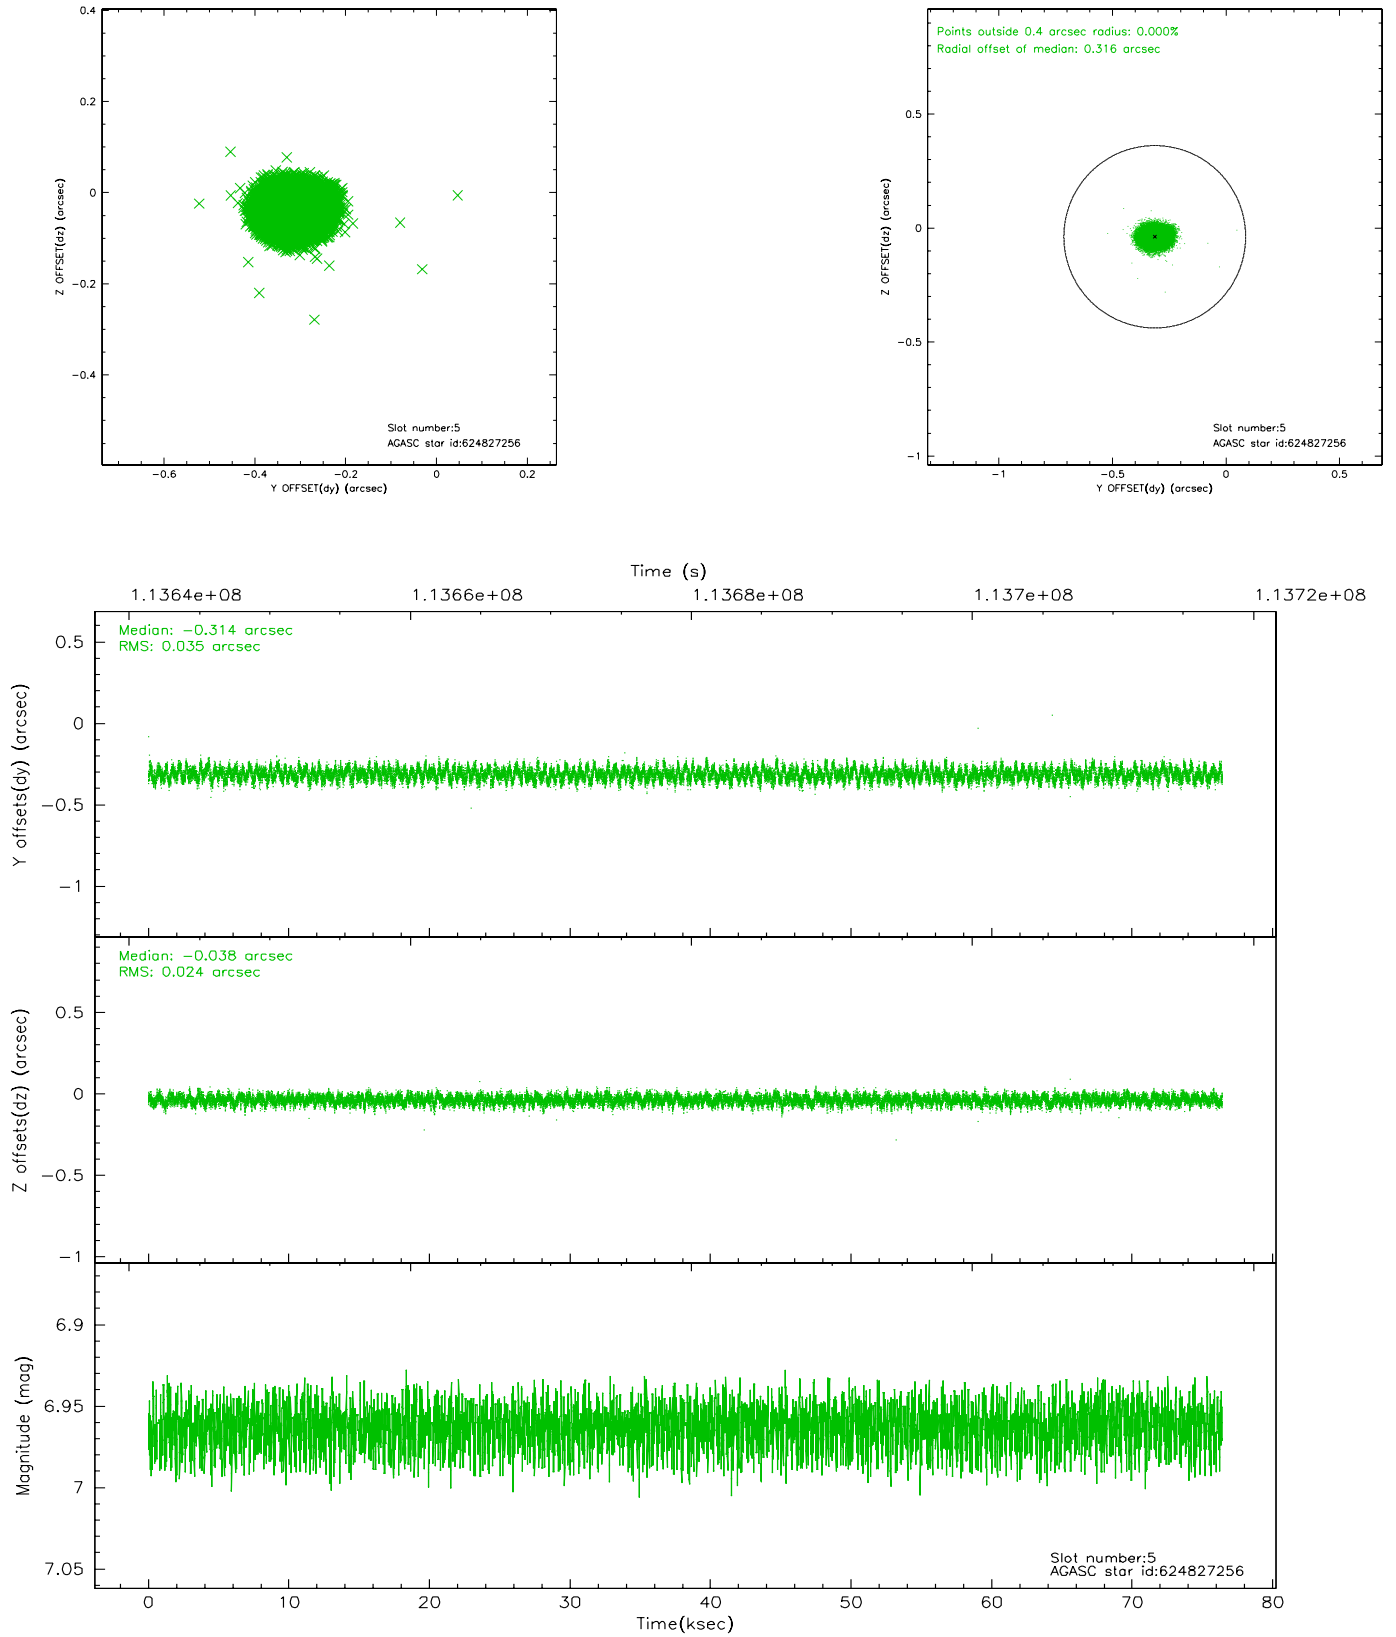 0.4
0.2
0
−0.2
−0.4
−0.6
−0.4
−0.2
0
0.2
Z OFFSET(dz) (arcsec)
Y OFFSET(dy) (arcsec)
Slot number:5
AGASC star id:624827256
Points outside 0.4 arcsec radius: 0.000%
Radial offset of median: 0.316 arcsec
0.5
0
−0.5
−1
−1
−0.5
0
0.5
Z OFFSET(dz) (arcsec)
Y OFFSET(dy) (arcsec)
Slot number:5
AGASC star id:624827256
Time (s)
1.1364e+08
1.1366e+08
1.1368e+08
1.137e+08
1.1372e+08
Median: −0.314 arcsec
RMS: 0.035 arcsec
0.5
0
−0.5
−1
Y offsets(dy) (arcsec)
Median: −0.038 arcsec
RMS: 0.024 arcsec
0.5
0
−0.5
−1
Z offsets(dz) (arcsec)
6.9
6.95
7
7.05
Magnitude (mag)
Slot number:5
AGASC star id:624827256
0
10
20
30
40
50
60
70
80
Time(ksec)